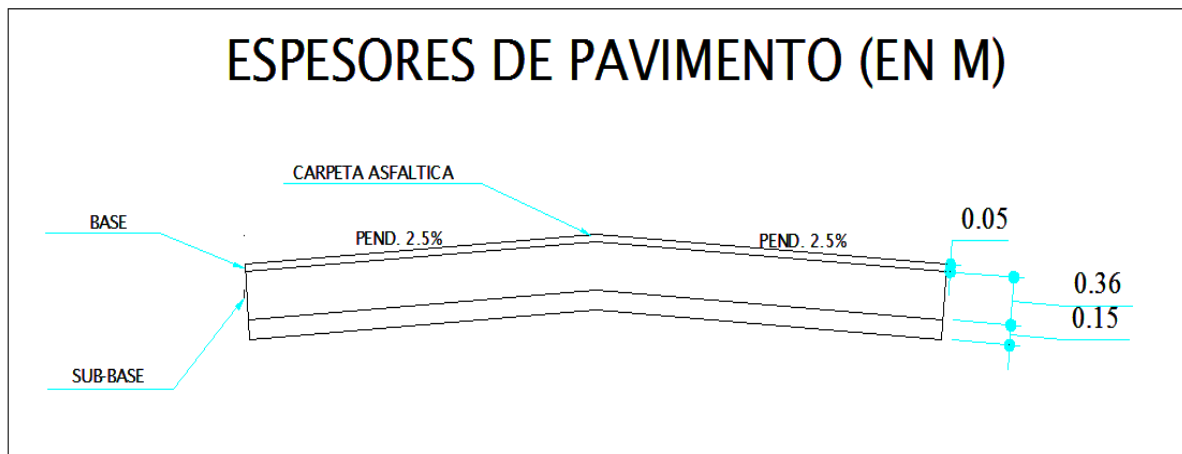 ESPESORES DE PAVIMENTO (EN M)
CARPETA ASFALTICA
BASE
PEND. 2.5%
PEND. 2.5%
0.05
0.36
0.15
SUB-BASE